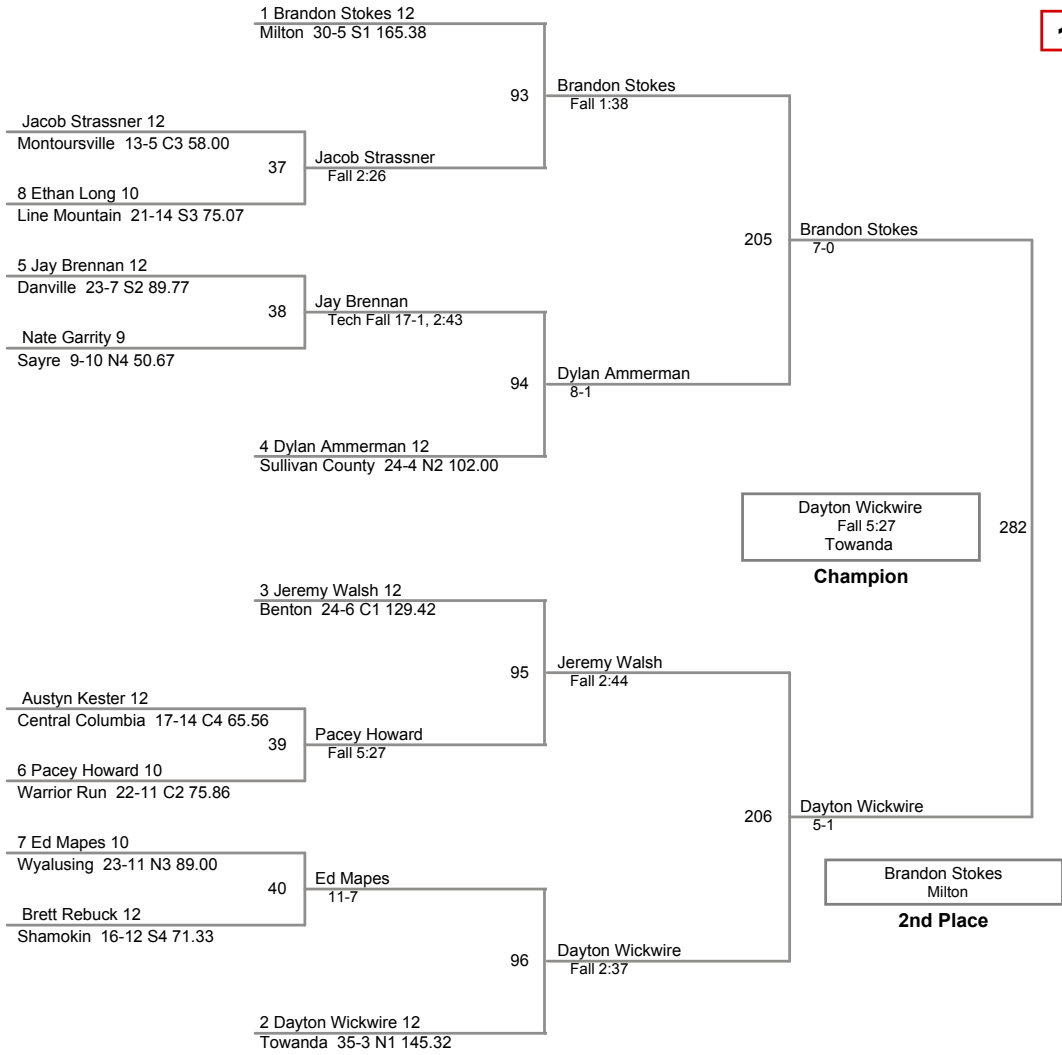 1 Brandon Stokes 12
Milton 30-5 S1 165.38
93
Brandon Stokes
Fall 1:38
Jacob Strassner 12
Montoursville 13-5 C3 58.00
37
Jacob Strassner
Fall 2:26
8 Ethan Long 10
Line Mountain 21-14 S3 75.07
205
Brandon Stokes
7-0
5 Jay Brennan 12
Danville 23-7 S2 89.77
38
Jay Brennan
Tech Fall 17-1, 2:43
Nate Garrity 9
Sayre 9-10 N4 50.67
94
Dylan Ammerman
8-1
4 Dylan Ammerman 12
Sullivan County 24-4 N2 102.00
Dayton Wickwire
Fall 5:27
Towanda
282
Champion
3 Jeremy Walsh 12
Benton 24-6 C1 129.42
95
Jeremy Walsh
Fall 2:44
Austyn Kester 12
Central Columbia 17-14 C4 65.56
39
Pacey Howard
Fall 5:27
6 Pacey Howard 10
Warrior Run 22-11 C2 75.86
206
Dayton Wickwire
5-1
7 Ed Mapes 10
Wyalusing 23-11 N3 89.00
40
Ed Mapes
11-7
Brett Rebuck 12
Shamokin 16-12 S4 71.33
Brandon Stokes
Milton
2nd Place
96
Dayton Wickwire
Fall 2:37
2 Dayton Wickwire 12
Towanda 35-3 N1 145.32